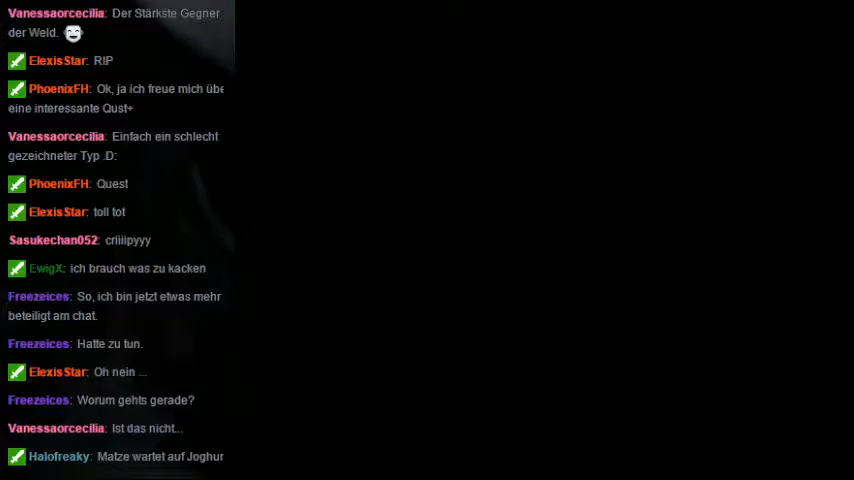 Vanessaorcecilia: Der Stärkste Gegner
der Weld.
ElexisStar: RIP
PhoenixFH: Ok, ja ich freue mich übe
eine interessante Qust+
Vanessaorcecilia: Einfach ein schlecht
gezeichneter Typ :D:
PhoenixFH: Quest
ElexisStar: toll tot
Sasukechan052: criiiipyyy
EwigX: ich brauch was zu kacken
Freezeices: So, ich bin jetzt etwas mehr
beteiligt am chat.
Freezeices: Hatte zu tun.
ElexisStar: Oh nein ...
Freezeices: Worum gehts gerade?
Vanessaorcecilia: Ist das nicht...
Halofreaky: Matze wartet auf Joghur